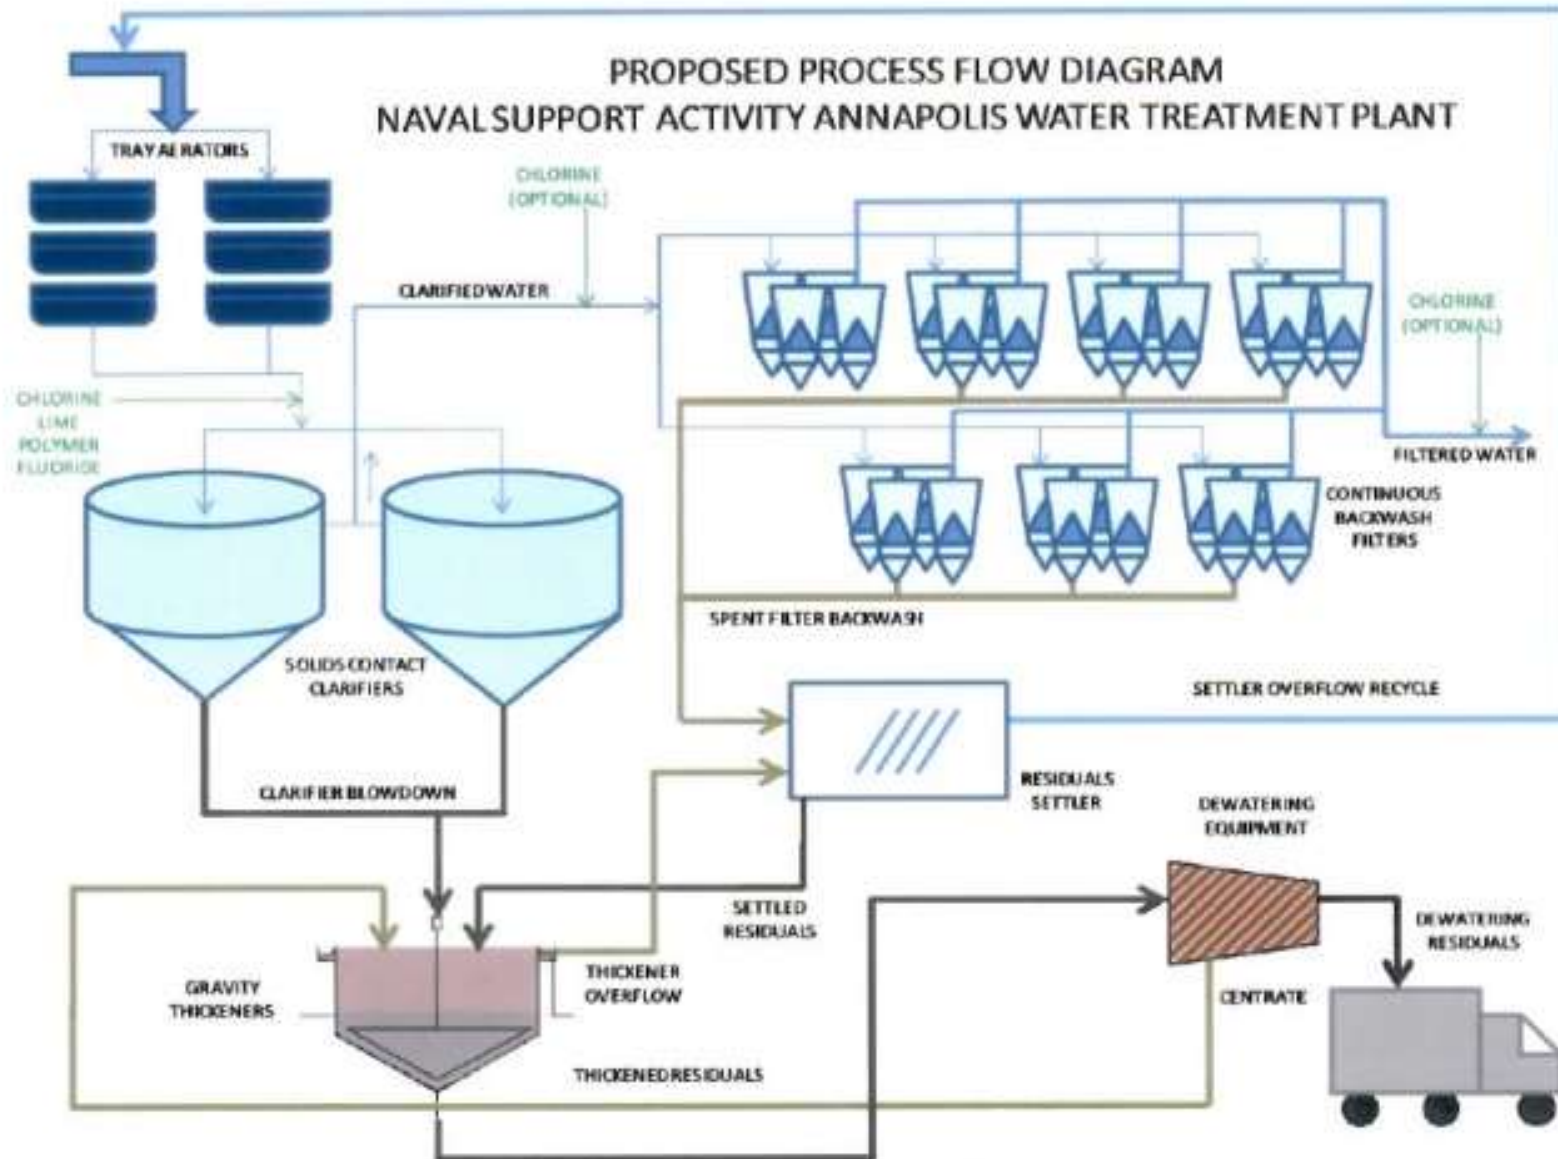 PROPOSED PROCESS FLOW DIAGRAM
NAVAL SUPPORT ACTIVITY ANNAPOLIS WATER TREATMENT PLANT
TRAY AERATORS
CHLORINE
(OPTIONAL)
CLARIFIED WATER
CHLORINE
(OPTIONAL)
CHLORINE
LIME
POLYMER
FLUORIDE
FILTERED WATER
CONTINUOUS
BACKWASH
FILTERS
SPENT FILTER BACKWASH
SOLIDS CONTACT
CLARIFIERS
SETTLER OVERFLOW RECYCLE
CLARIFIER BLOWDOWN
RESIDUALS
SETTLER
DEWATERING
EQUIPMENT
SETTLED
RESIDUALS
DEWATERING
RESIDUALS
GRAVITY
THICKENERS
THICKENER
OVERFLOW
CENTRATE
THICKENED RESIDUALS